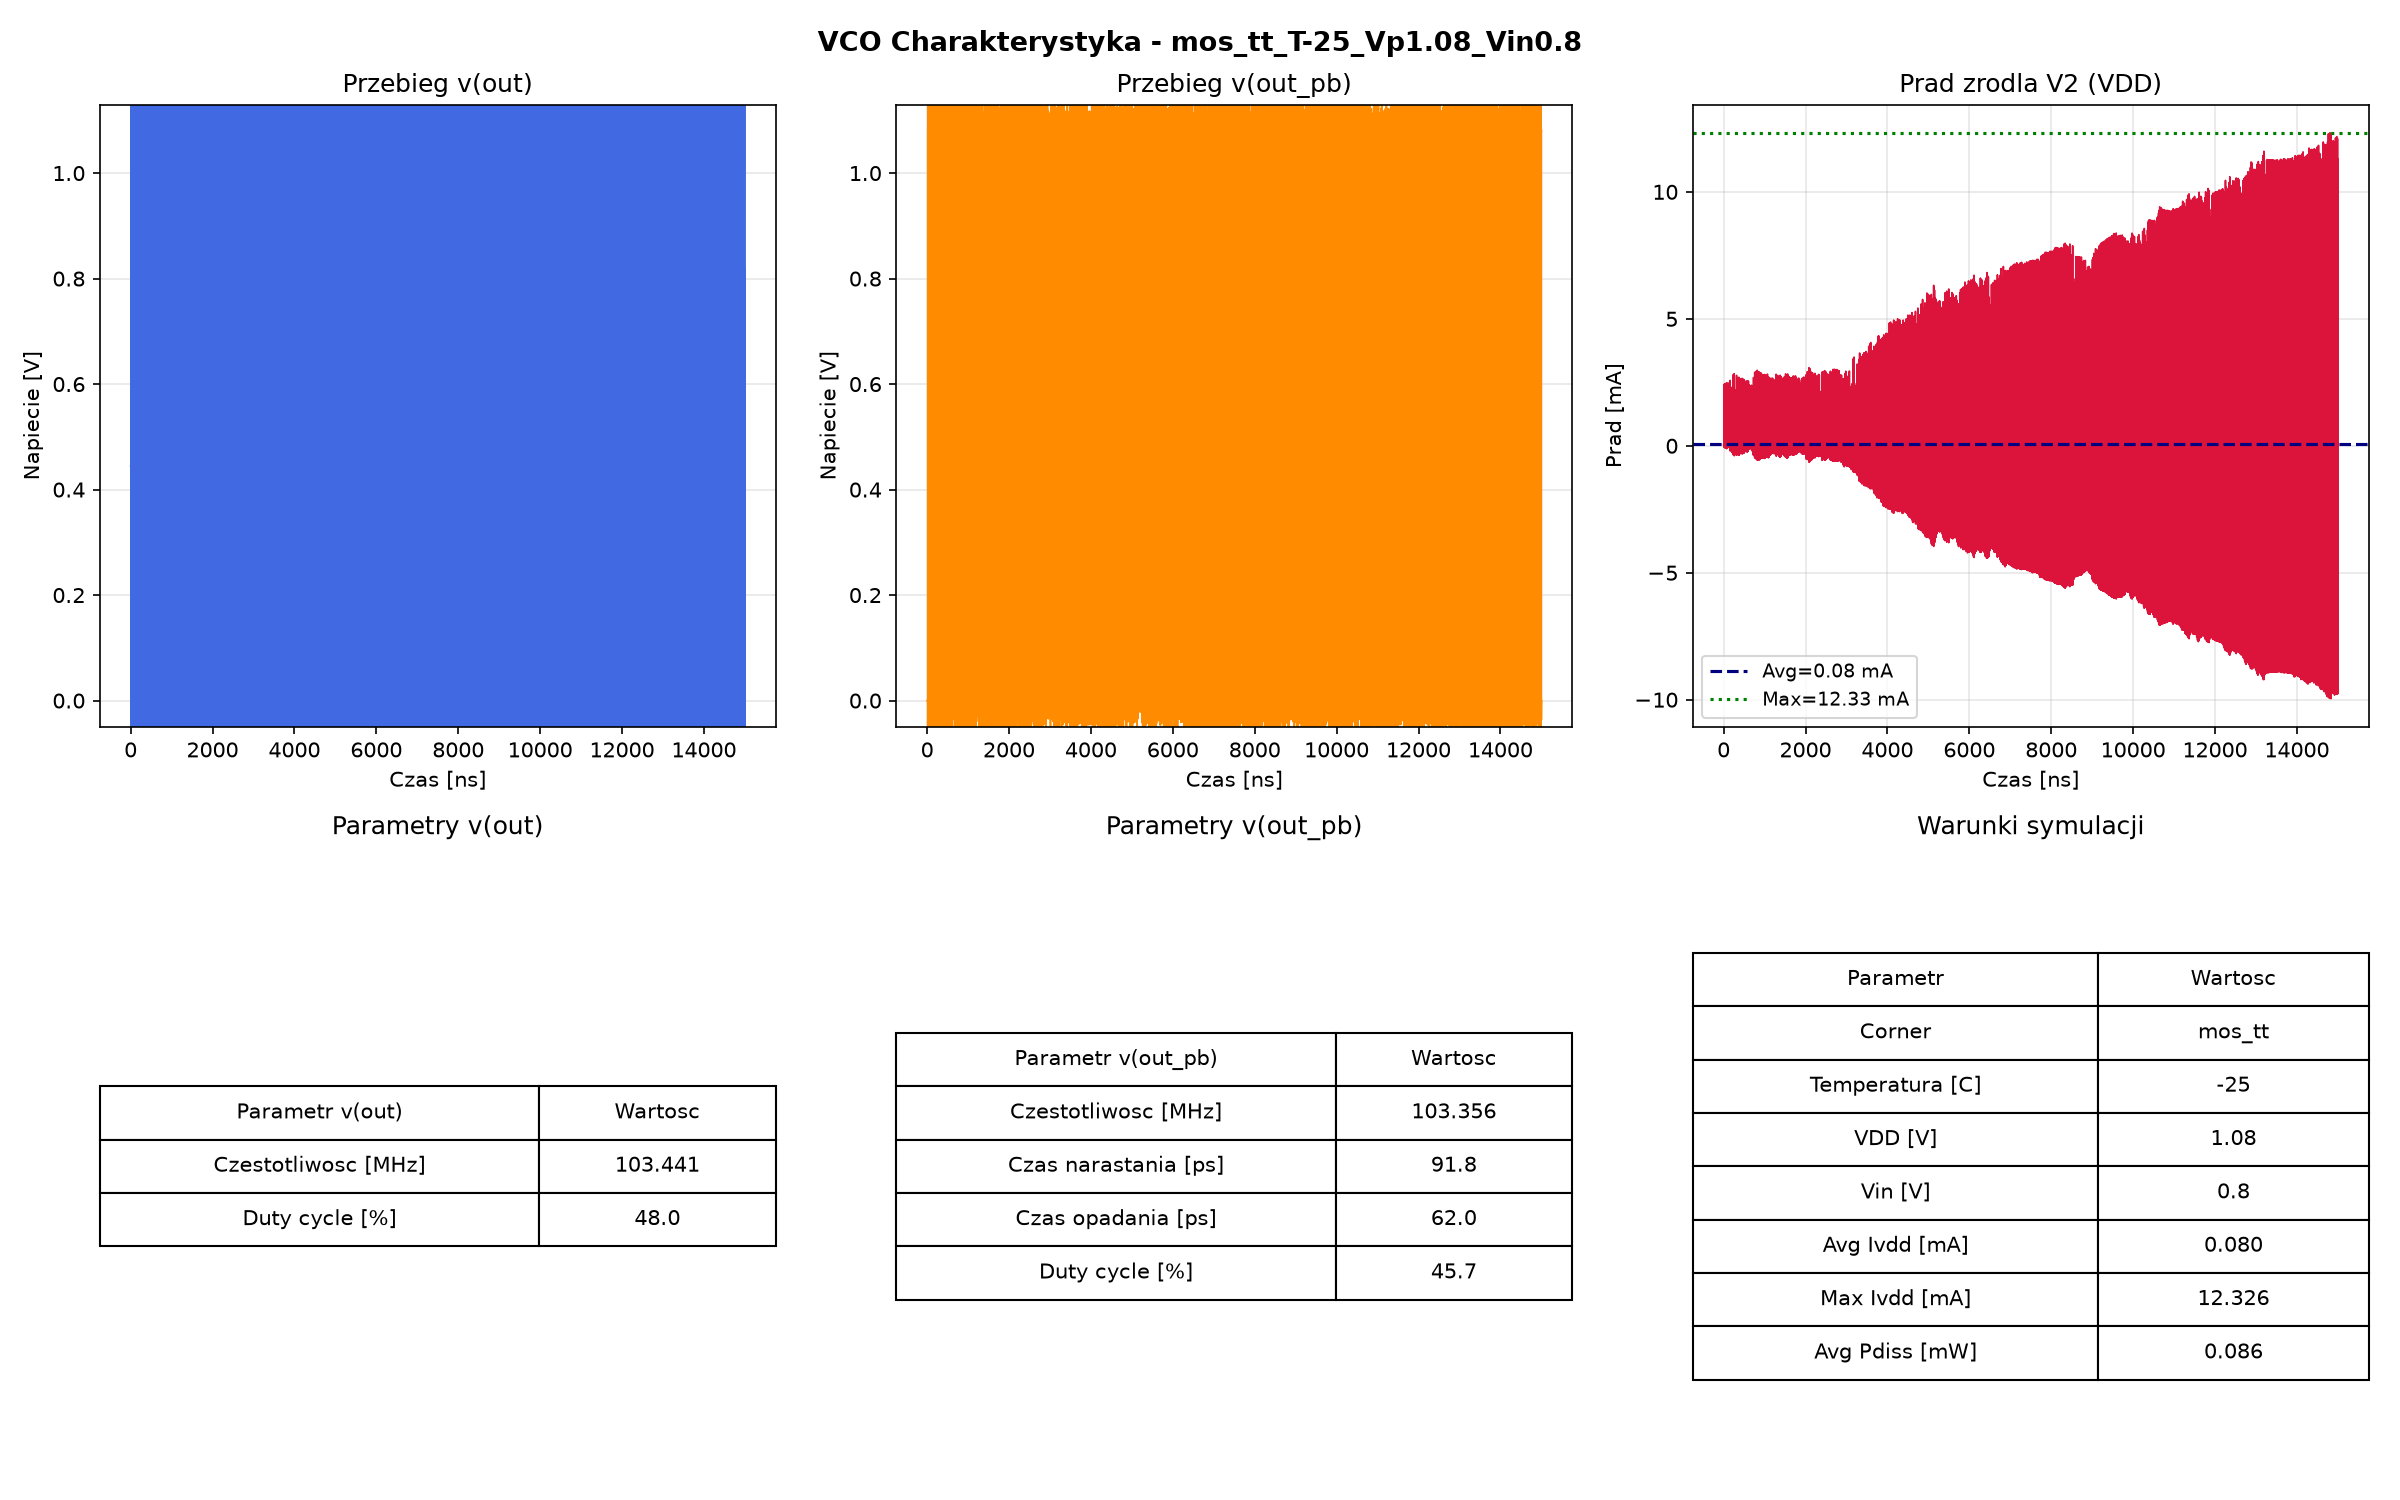 VCO Charakterystyka - mos_tt_T-25_Vp1.08_Vin0.8
Przebieg v(out)
Napiecie [V]
1.0
0.8
0.6
0.4
0.2
0.0
0 2000 4000 6000 8000 10000 12000 14000
Czas [ns]
Przebieg v(out_pb)
Napiecie [V]
1.0
0.8
0.6
0.4
0.2
0.0
0 2000 4000 6000 8000 10000 12000 14000
Czas [ns]
Prad zrodla V2 (VDD)
Prad [mA]
10
5
0
−5
−10
Avg=0.08 mA
Max=12.33 mA
0 2000 4000 6000 8000 10000 12000 14000
Czas [ns]
Parametry v(out)
Parametr v(out) Wartosc
Czestotliwosc [MHz] 103.441
Duty cycle [%] 48.0
Parametry v(out_pb)
Parametr v(out_pb) Wartosc
Czestotliwosc [MHz] 103.356
Czas narastania [ps] 91.8
Czas opadania [ps] 62.0
Duty cycle [%] 45.7
Warunki symulacji
Parametr Wartosc
Corner mos_tt
Temperatura [C] -25
VDD [V] 1.08
Vin [V] 0.8
Avg Ivdd [mA] 0.080
Max Ivdd [mA] 12.326
Avg Pdiss [mW] 0.086